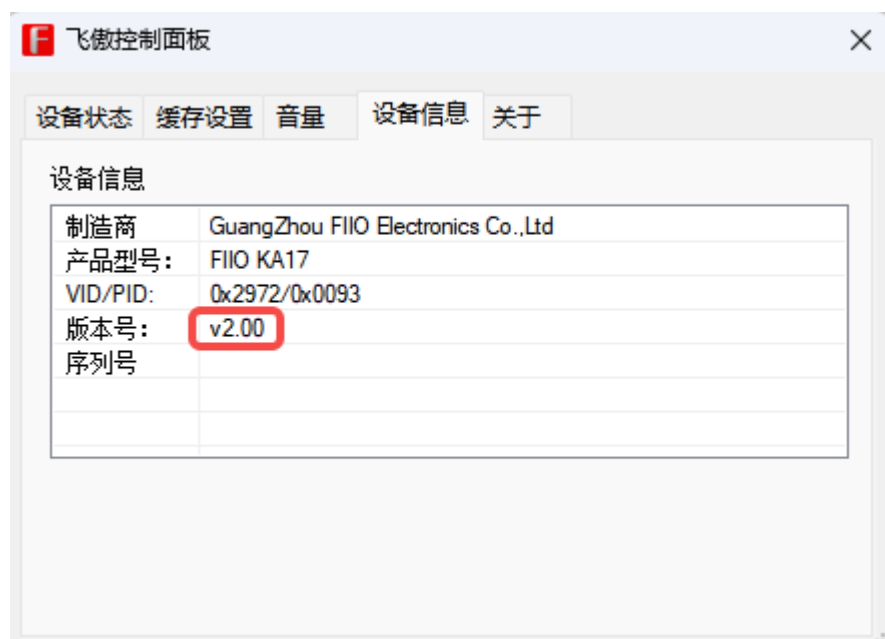 飞傲控制面板
设备状态 缓存设置 音量 设备信息 关于
设备信息
制造商 GuangZhou FIIO Electronics Co.,Ltd
产品型号： FIIO KA17
VID/PID: 0x2972/0x0093
版本号： v2.00
序列号